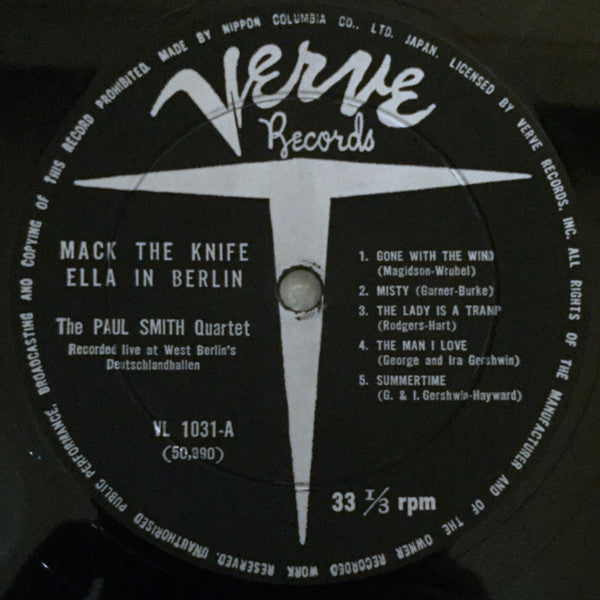 Verve
Records
MACK THE KNIFE
ELLA IN BERLIN
The PAUL SMITH Quartet
Recorded live at West Berlin's
Deutschlandhallen
VL 1031-A
(50,990)
1. GONE WITH THE WIND
(Magidson-Wrubel)
2. MISTY (Garner-Burke)
3. THE LADY IS A TRAMP
(Rodgers-Hart)
4. THE MAN I LOVE
(George and Ira Gershwin)
5. SUMMERTIME
(G. & I. Gershwin-Hayward)
33 1/3 rpm
MADE BY NIPPON COLUMBIA CO., LTD. JAPAN. LICENSED BY VERVE RECORDS, INC. ALL RIGHTS OF THE MANUFACTURER AND OF THE OWNER RECORDED WORK RESERVED. UNAUTHORISED PUBLIC PERFORMANCE, BROADCASTING AND COPYING OF THIS RECORD PROHIBITED.